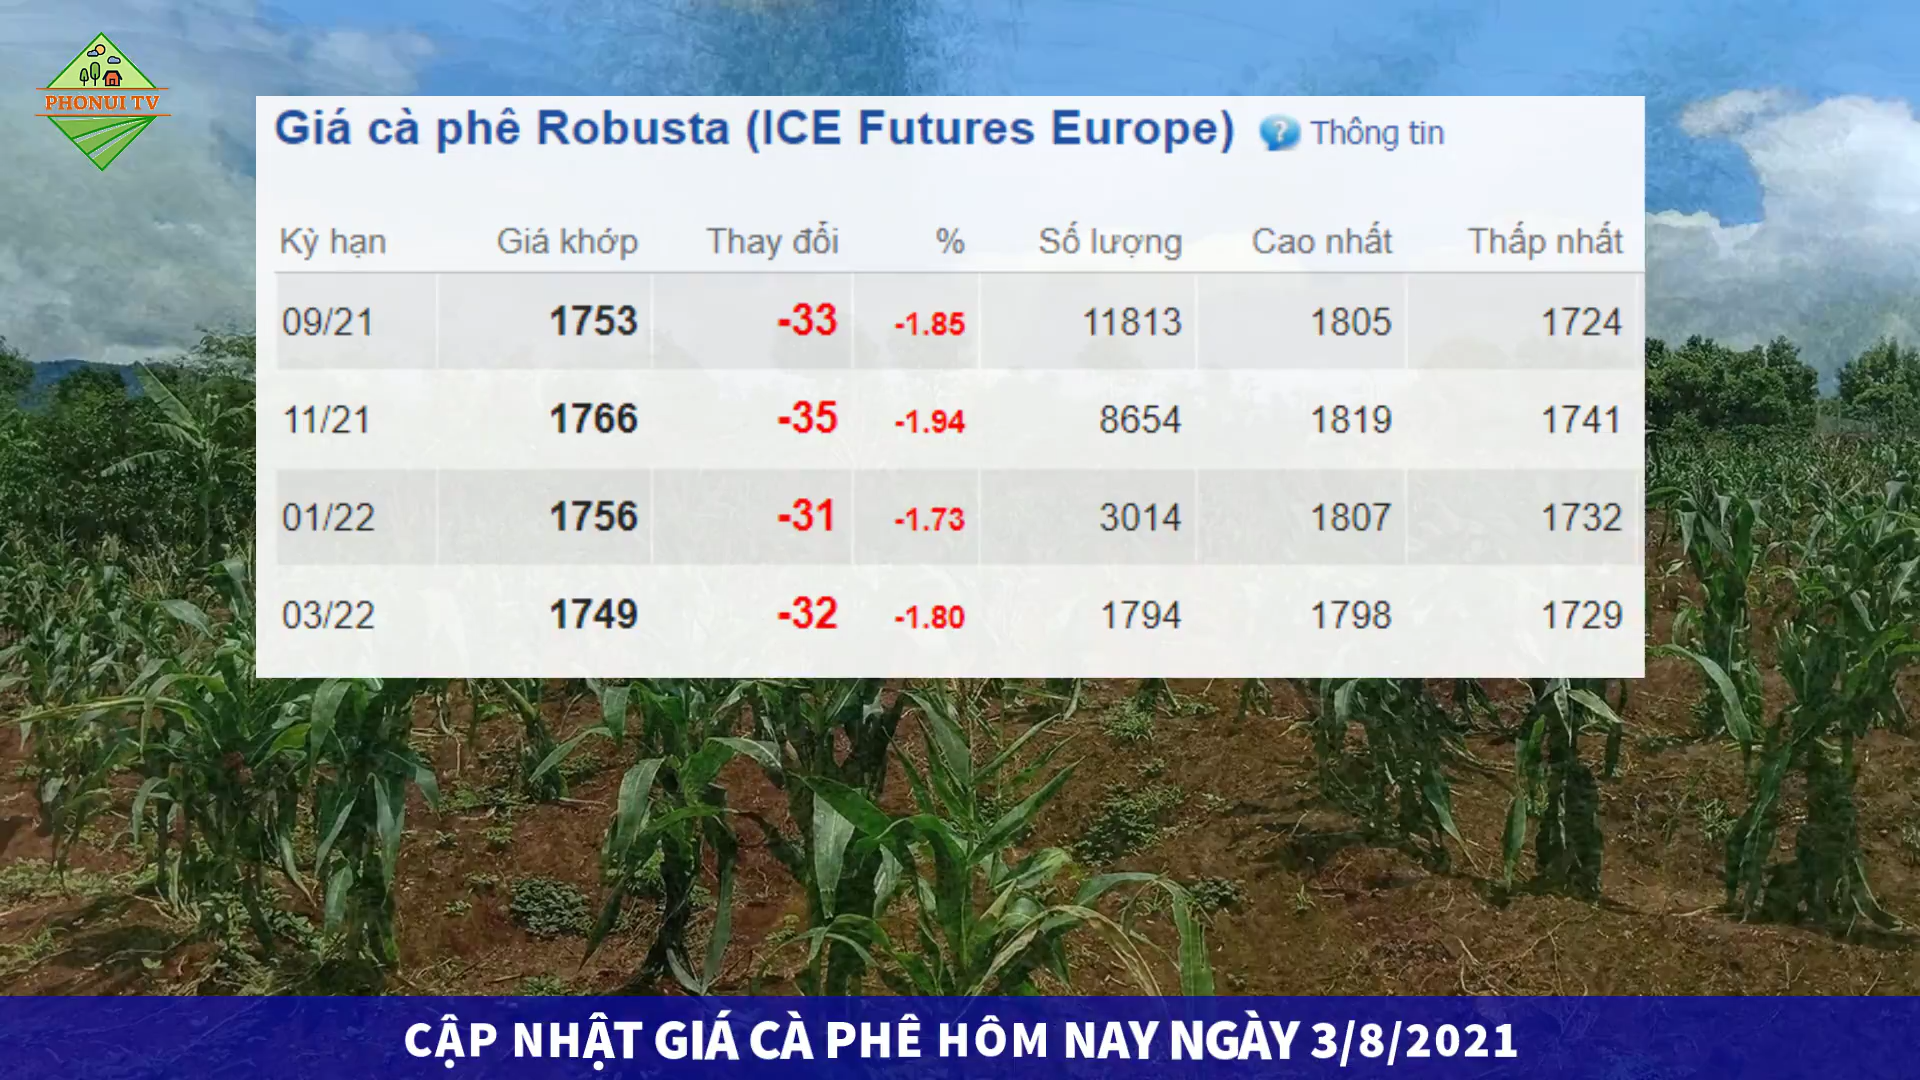 PHONUI TV
Giá cà phê Robusta (ICE Futures Europe) ? Thông tin
Kỳ hạn Giá khớp Thay đổi % Số lượng Cao nhất Thấp nhất
09/21 1753 -33 -1.85 11813 1805 1724
11/21 1766 -35 -1.94 8654 1819 1741
01/22 1756 -31 -1.73 3014 1807 1732
03/22 1749 -32 -1.80 1794 1798 1729
CẬP NHẬT GIÁ CÀ PHÊ HÔM NAY NGÀY 3/8/2021